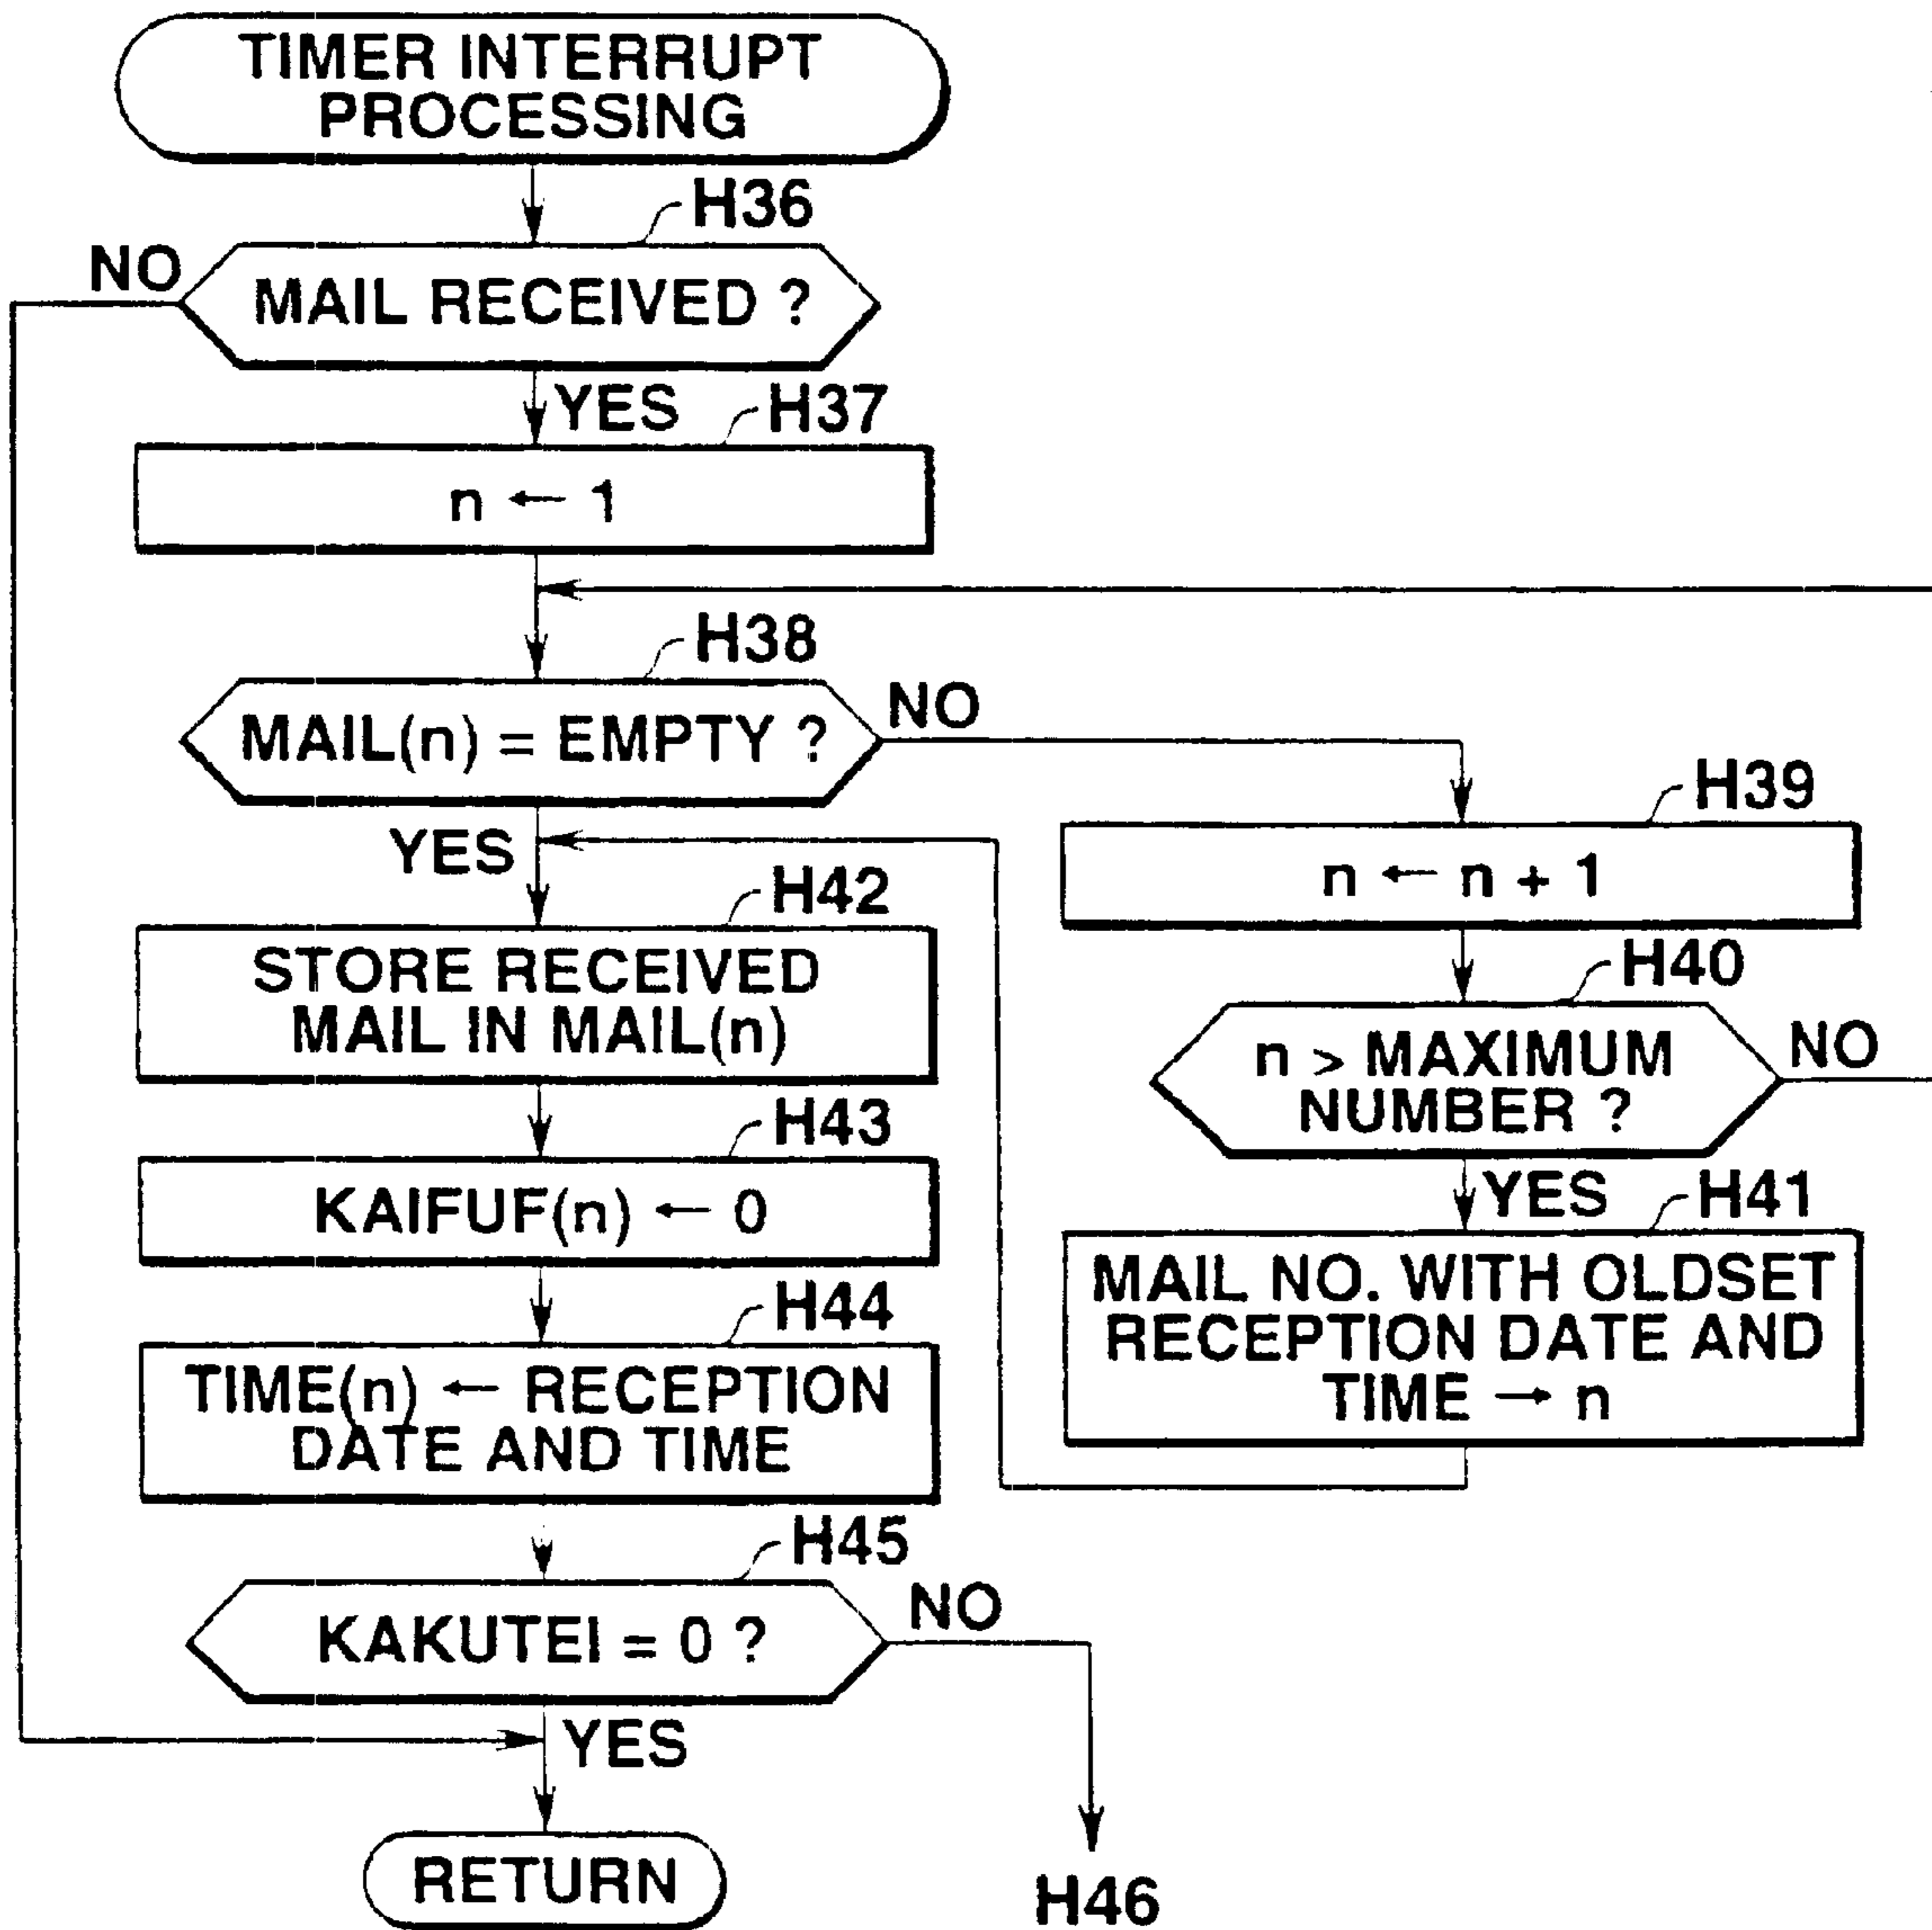 TIMER INTERRUPT
PROCESSING
H36
NO
MAIL RECEIVED ?
YES
H37
n ← 1
H38
MAIL(n) = EMPTY ?
NO
H39
n ← n + 1
YES
H40
n > MAXIMUM
NUMBER ?
NO
YES
H41
MAIL NO. WITH OLDSET
RECEPTION DATE AND
TIME → n
H42
STORE RECEIVED
MAIL IN MAIL(n)
H43
KAIFUF(n) ← 0
H44
TIME(n) ← RECEPTION
DATE AND TIME
H45
KAKUTEI = 0 ?
NO
YES
RETURN
H46